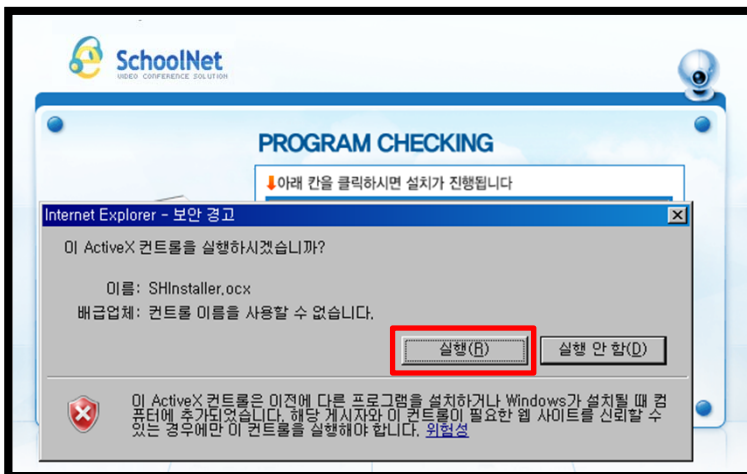 SchoolNet
VIDEO CONFERENCE SOLUTION
PROGRAM CHECKING
⬇아래 칸을 클릭하시면 설치가 진행됩니다
Internet Explorer - 보안 경고
이 ActiveX 컨트롤을 실행하시겠습니까?
이름: SHInstaller.ocx
배급업체: 컨트롤 이름을 사용할 수 없습니다.
실행(R)
실행 안 함(D)
이 ActiveX 컨트롤은 이전에 다른 프로그램을 설치하거나 Windows가 설치될 때 컴
퓨터에 추가되었습니다. 해당 게시자와 이 컨트롤이 필요한 웹 사이트를 신뢰할 수
있는 경우에만 이 컨트롤을 실행해야 합니다. 위험성